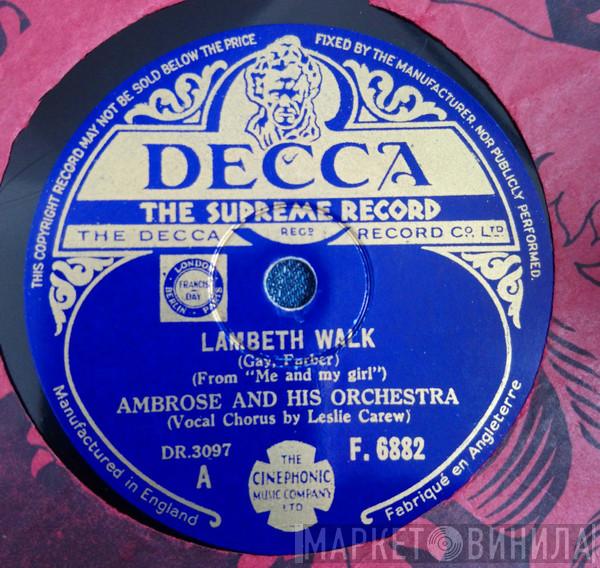 THIS COPYRIGHT RECORD MAY NOT BE SOLD BELOW THE PRICE FIXED BY THE MANUFACTURER, NOR PUBLICLY PERFORMED.
DECCA
THE SUPREME RECORD
THE DECCA REGD RECORD CO. LTD
LONDON
FRANCIS
DAY
BERLIN - PARIS
LAMBETH WALK
(Gay, Furber)
(From "Me and my girl")
AMBROSE AND HIS ORCHESTRA
(Vocal Chorus by Leslie Carew)
DR.3097
A
F. 6882
THE
CINEPHONIC
MUSIC COMPANY
LTD
Manufactured in England
Fabriqué en Angleterre
МАРКЕТ ВИНИЛА